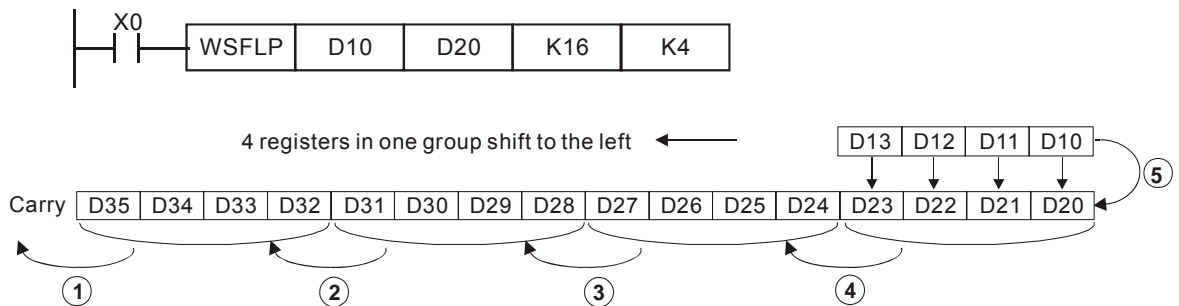 X0
WSFLP D10 D20 K16 K4
4 registers in one group shift to the left
D13 D12 D11 D10
5
Carry D35 D34 D33 D32 D31 D30 D29 D28 D27 D26 D25 D24 D23 D22 D21 D20
1 2 3 4